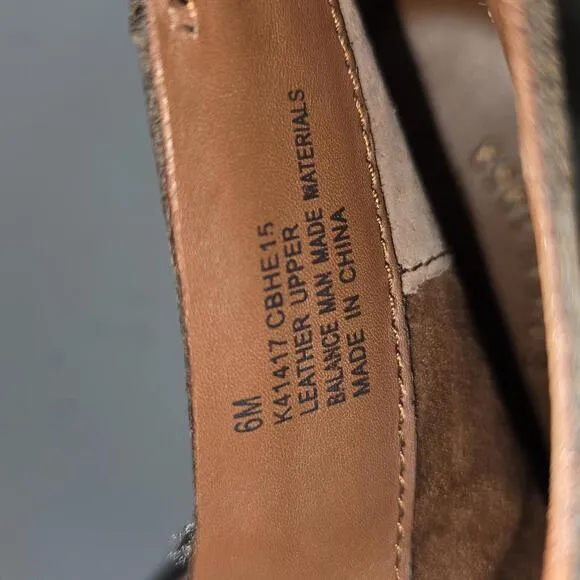 6M
K41417 CBHE15
LEATHER UPPER
BALANCE MAN MADE MATERIALS
MADE IN CHINA